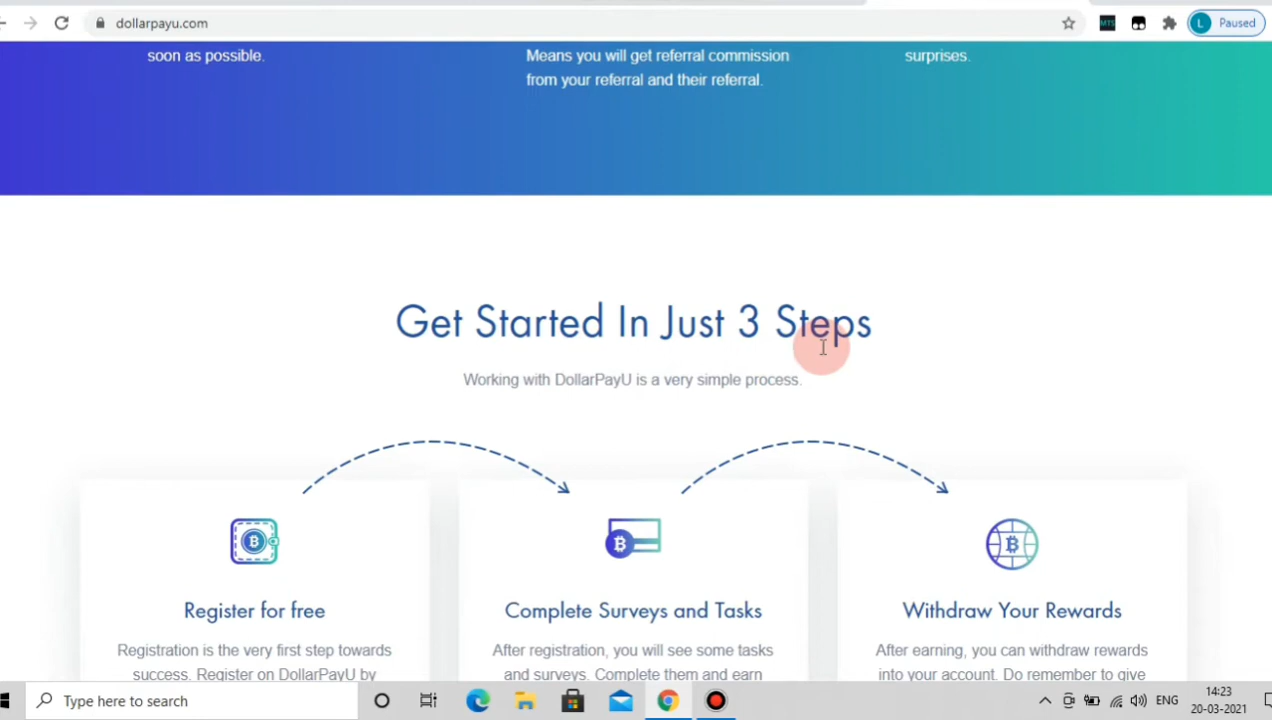 dollarpayu.com
MTS
L
Paused
soon as possible.
Means you will get referral commission
from your referral and their referral.
surprises.
Get Started In Just 3 Steps
Working with DollarPayU is a very simple process.
Register for free
Registration is the very first step towards
success. Register on DollarPayU by
Complete Surveys and Tasks
After registration, you will see some tasks
and surveys. Complete them and earn
Withdraw Your Rewards
After earning, you can withdraw rewards
into your account. Do remember to give
Type here to search
ENG
14:23
20-03-2021